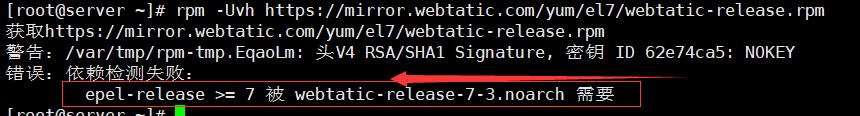 [root@server ~]# rpm -Uvh https://mirror.webtatic.com/yum/el7/webtatic-release.rpm
获取https://mirror.webtatic.com/yum/el7/webtatic-release.rpm
警告：/var/tmp/rpm-tmp.EqaoLm: 头V4 RSA/SHA1 Signature, 密钥 ID 62e74ca5: NOKEY
错误：依赖检测失败：
epel-release >= 7 被 webtatic-release-7-3.noarch 需要
[root@server ~]#